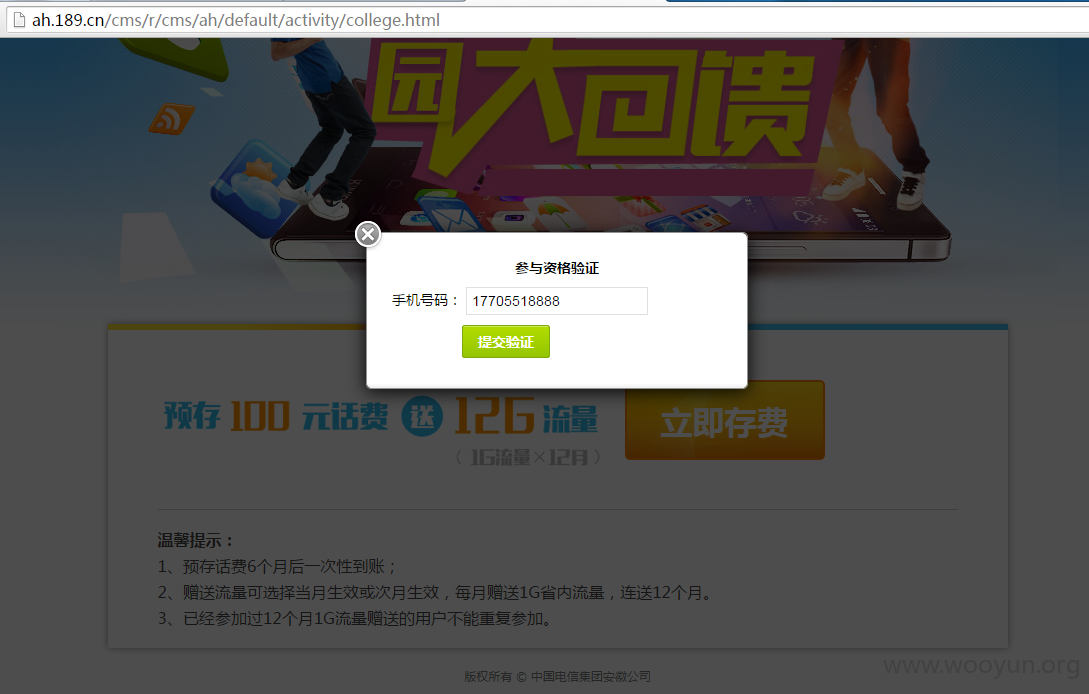 ah.189.cn/cms/r/cms/ah/default/activity/college.html
园大回馈
参与资格验证
手机号码： 17705518888
提交验证
预存100元话费 送 12G流量
（ 1G流量×12月 ）
立即存费
温馨提示：
1、预存话费6个月后一次性到账；
2、赠送流量可选择当月生效或次月生效，每月赠送1G省内流量，连送12个月。
3、已经参加过12个月1G流量赠送的用户不能重复参加。
版权所有 © 中国电信集团安徽公司
www.wooyun.org